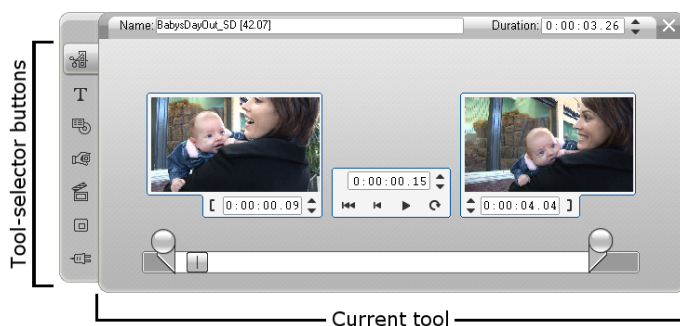 Name: BabysDayOut_SD [42.07]
Duration: 0:00:03.26
Tool-selector buttons
T
0:00:00.15
[ 0:00:00.09
0:00:04.04 ]
Current tool